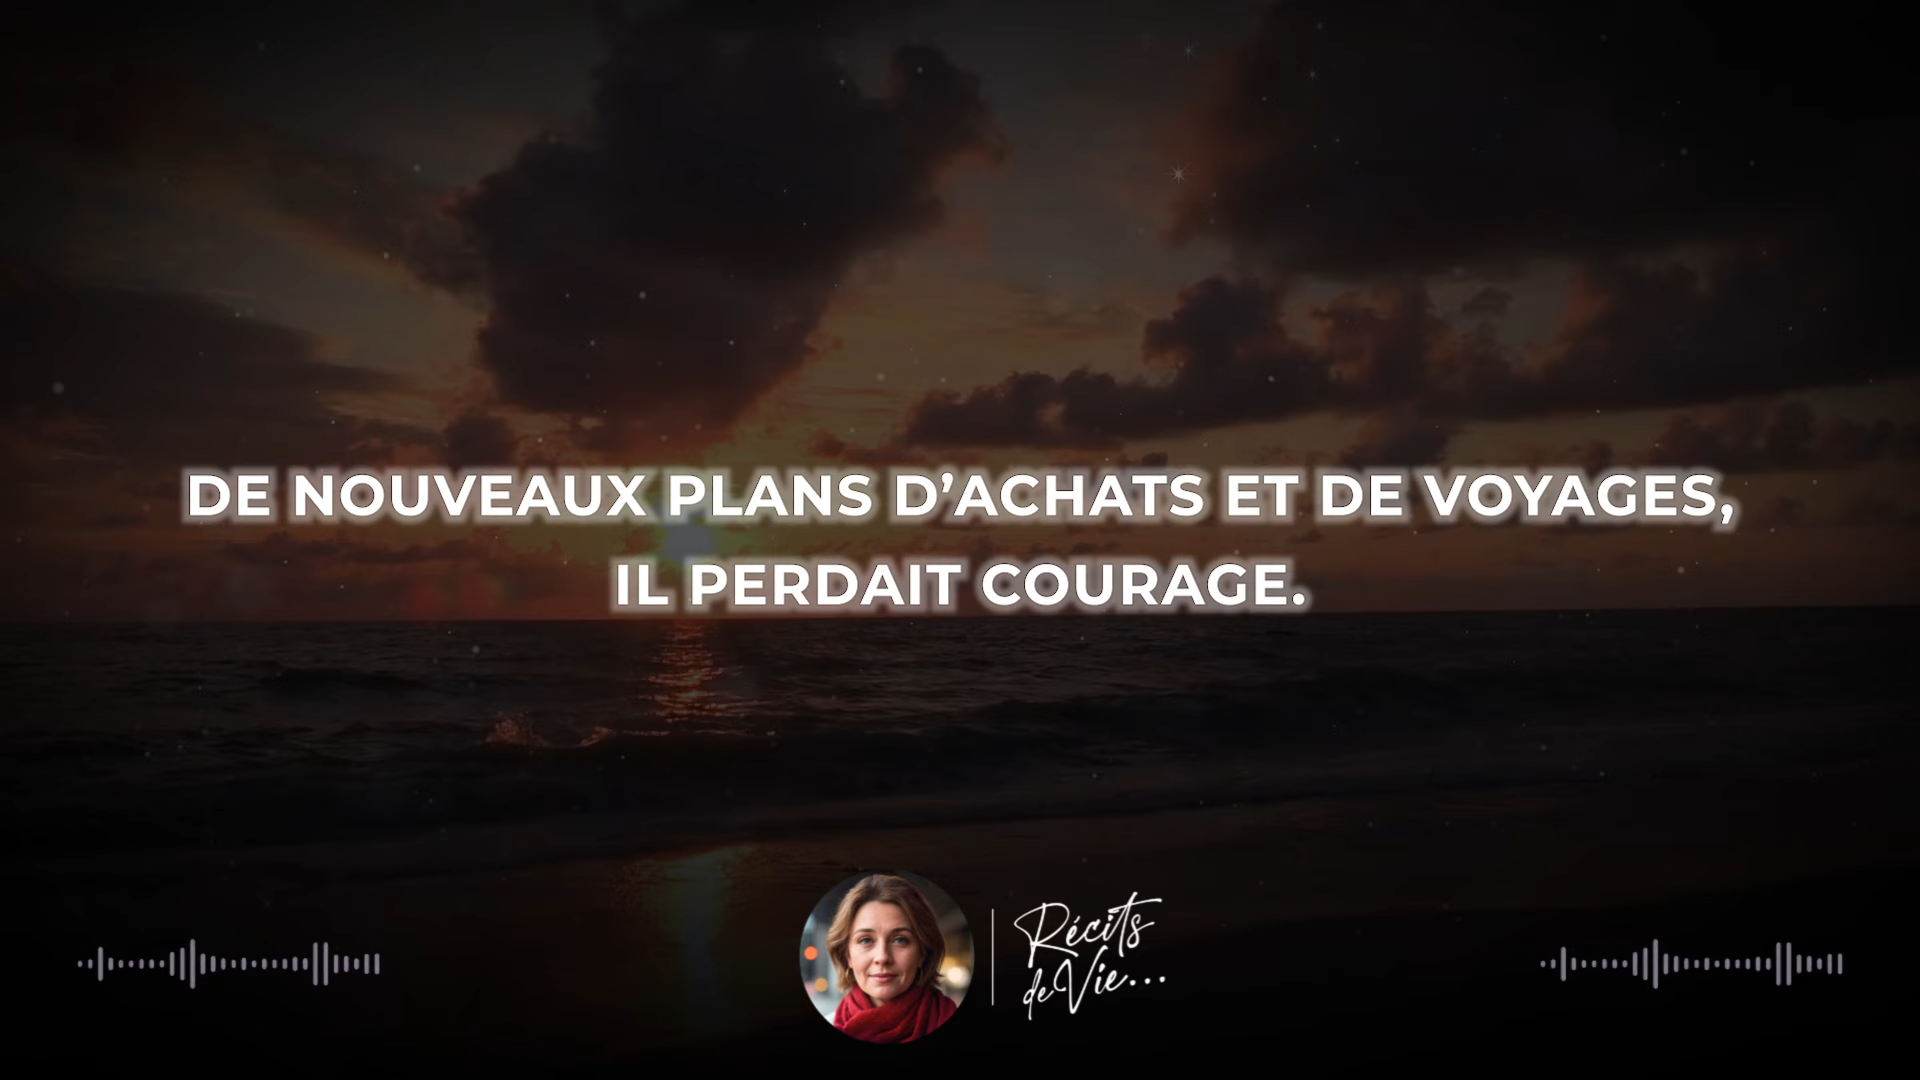 DE NOUVEAUX PLANS D’ACHATS ET DE VOYAGES,
IL PERDAIT COURAGE.
Récits
de Vie...